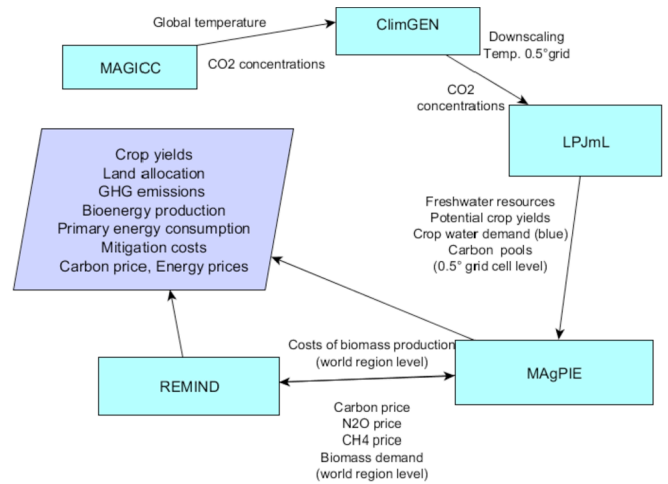 Global temperature
ClimGEN
Downscaling
Temp. 0.5°grid
MAGICC
CO2 concentrations
CO2
concentrations
LPJmL
Crop yields
Land allocation
GHG emissions
Bioenergy production
Primary energy consumption
Mitigation costs
Carbon price, Energy prices
Freshwater resources
Potential crop yields
Crop water demand (blue)
Carbon pools
(0.5° grid cell level)
Costs of biomass production
(world region level)
REMIND
MAgPIE
Carbon price
N2O price
CH4 price
Biomass demand
(world region level)